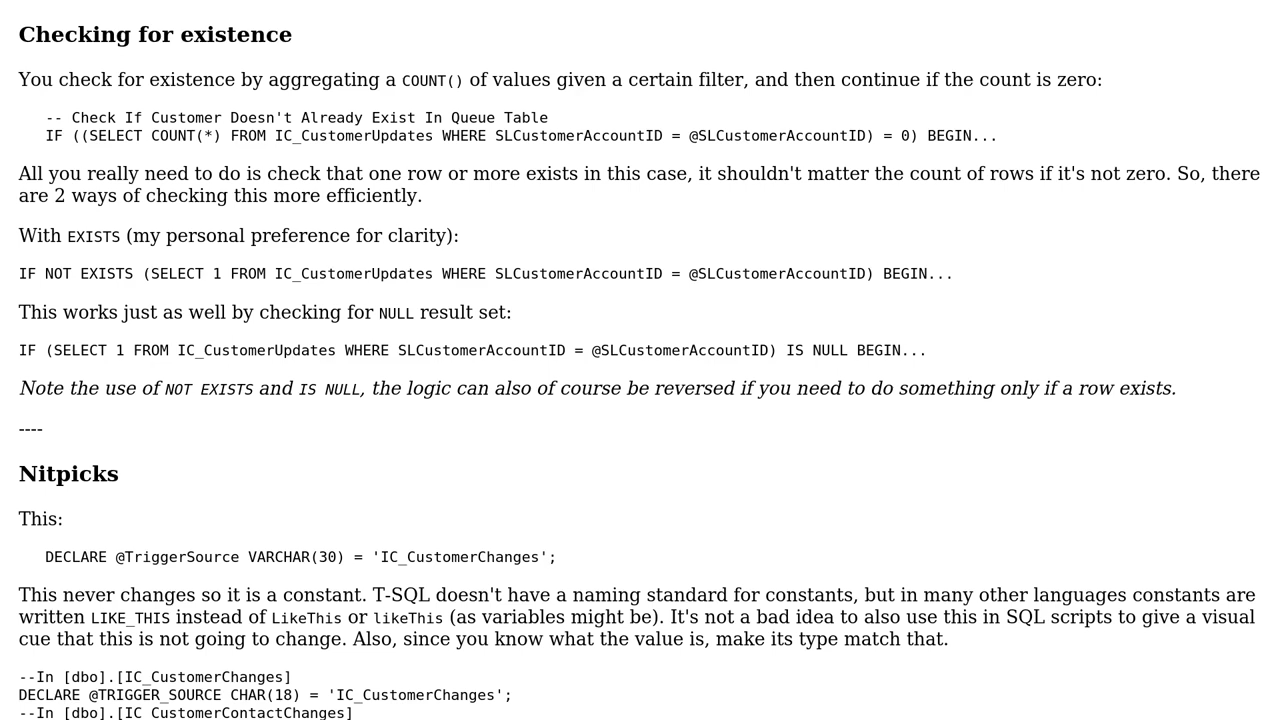 Checking for existence
You check for existence by aggregating a COUNT() of values given a certain filter, and then continue if the count is zero:
-- Check If Customer Doesn't Already Exist In Queue Table
IF ((SELECT COUNT(*) FROM IC_CustomerUpdates WHERE SLCustomerAccountID = @SLCustomerAccountID) = 0) BEGIN...
All you really need to do is check that one row or more exists in this case, it shouldn't matter the count of rows if it's not zero. So, there
are 2 ways of checking this more efficiently.
With EXISTS (my personal preference for clarity):
IF NOT EXISTS (SELECT 1 FROM IC_CustomerUpdates WHERE SLCustomerAccountID = @SLCustomerAccountID) BEGIN...
This works just as well by checking for NULL result set:
IF (SELECT 1 FROM IC_CustomerUpdates WHERE SLCustomerAccountID = @SLCustomerAccountID) IS NULL BEGIN...
Note the use of NOT EXISTS and IS NULL, the logic can also of course be reversed if you need to do something only if a row exists.
----
Nitpicks
This:
DECLARE @TriggerSource VARCHAR(30) = 'IC_CustomerChanges';
This never changes so it is a constant. T-SQL doesn't have a naming standard for constants, but in many other languages constants are
written LIKE_THIS instead of LikeThis or likeThis (as variables might be). It's not a bad idea to also use this in SQL scripts to give a visual
cue that this is not going to change. Also, since you know what the value is, make its type match that.
--In [dbo].[IC_CustomerChanges]
DECLARE @TRIGGER_SOURCE CHAR(18) = 'IC_CustomerChanges';
--In [dbo].[IC_CustomerContactChanges]